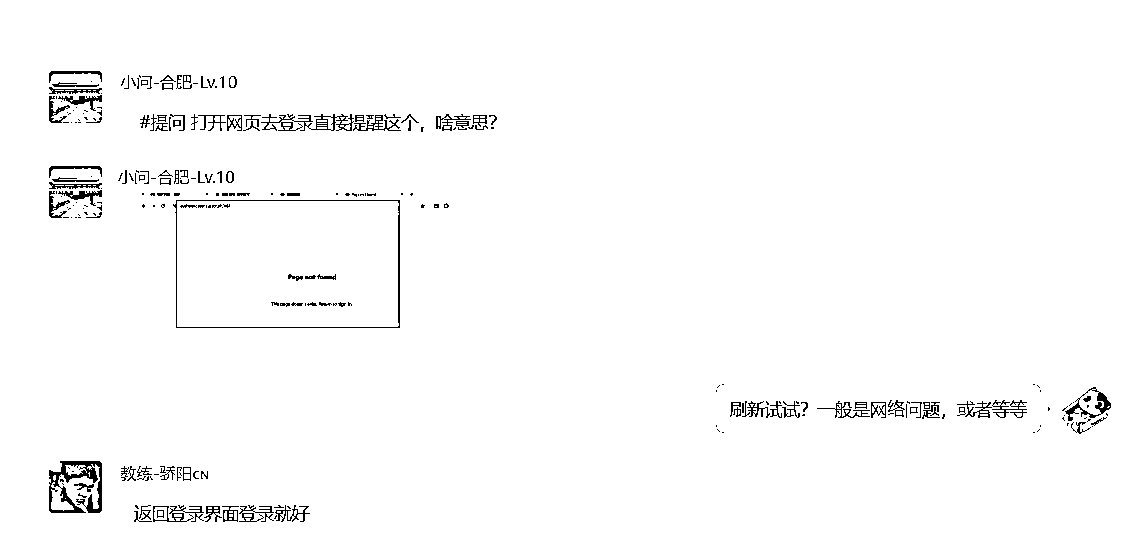 小问-合肥-Lv.10
#提问 打开网页去登录直接提醒这个，啥意思？
小问-合肥-Lv.10
Page not found
刷新试试？一般是网络问题，或者等等
教练-骄阳cn
返回登录界面登录就好